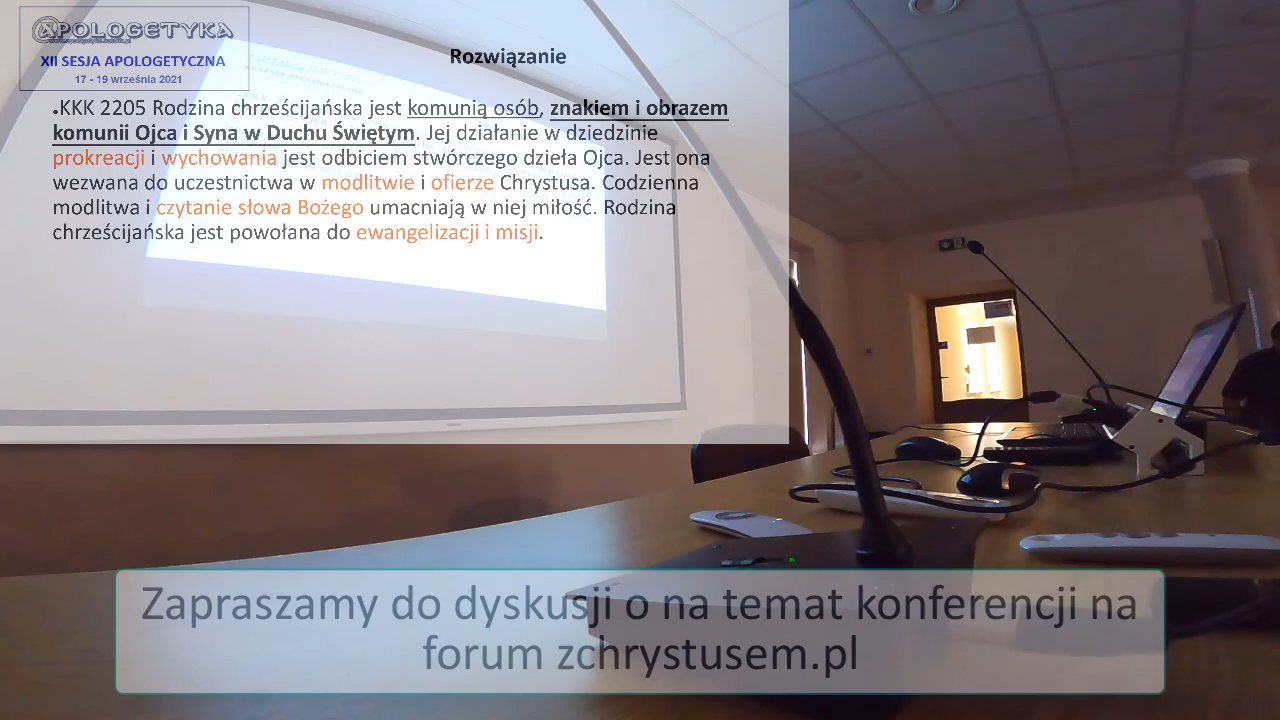 @POLOGETYKA
XII SESJA APOLOGETYCZNA
17 - 19 września 2021
Rozwiązanie
•KKK 2205 Rodzina chrześcijańska jest komunią osób, znakiem i obrazem
komunii Ojca i Syna w Duchu Świętym. Jej działanie w dziedzinie
prokreacji i wychowania jest odbiciem stwórczego dzieła Ojca. Jest ona
wezwana do uczestnictwa w modlitwie i ofierze Chrystusa. Codzienna
modlitwa i czytanie słowa Bożego umacniają w niej miłość. Rodzina
chrześcijańska jest powołana do ewangelizacji i misji.
Zapraszamy do dyskusji o na temat konferencji na
forum zchrystusem.pl